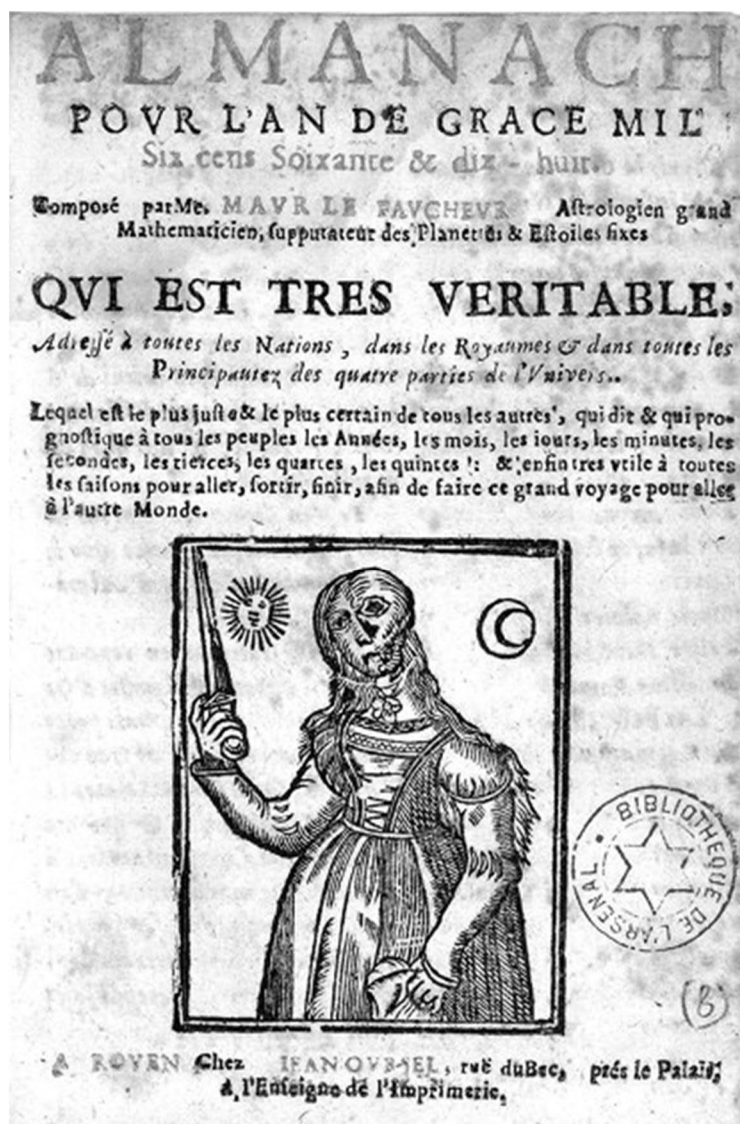 ALMANACH
POVR L'AN DE GRACE MIL
Six cens Soixante & dix-huit.
Composé par Me. MAVR LE FAVCHEVR Astrologien grand
Mathematicien, supputateur des Planettes & Estoiles fixes
QVI EST TRES VERITABLE;
Adressé à toutes les Nations, dans les Royaumes & dans toutes les
Principautez des quatre parties de l'Vnivers..
Lequel est le plus juste & le plus certain de tous les autres, qui dit & qui pro-
gnostique à tous les peuples les Années, les mois, les iours, les minutes, les
secondes, les tierces, les quartes, les quintes !: & enfin tres vtile à toutes
les saisons pour aller, sortir, finir, afin de faire ce grand voyage pour aller
à l'autre Monde.
BIBLIOTHEQUE DE L'ARSENAL
(B)
A ROVEN Chez IEAN OVRSEL, ruë du Bec, prés le Palais,
à l'Enseigne de l'Imprimerie.